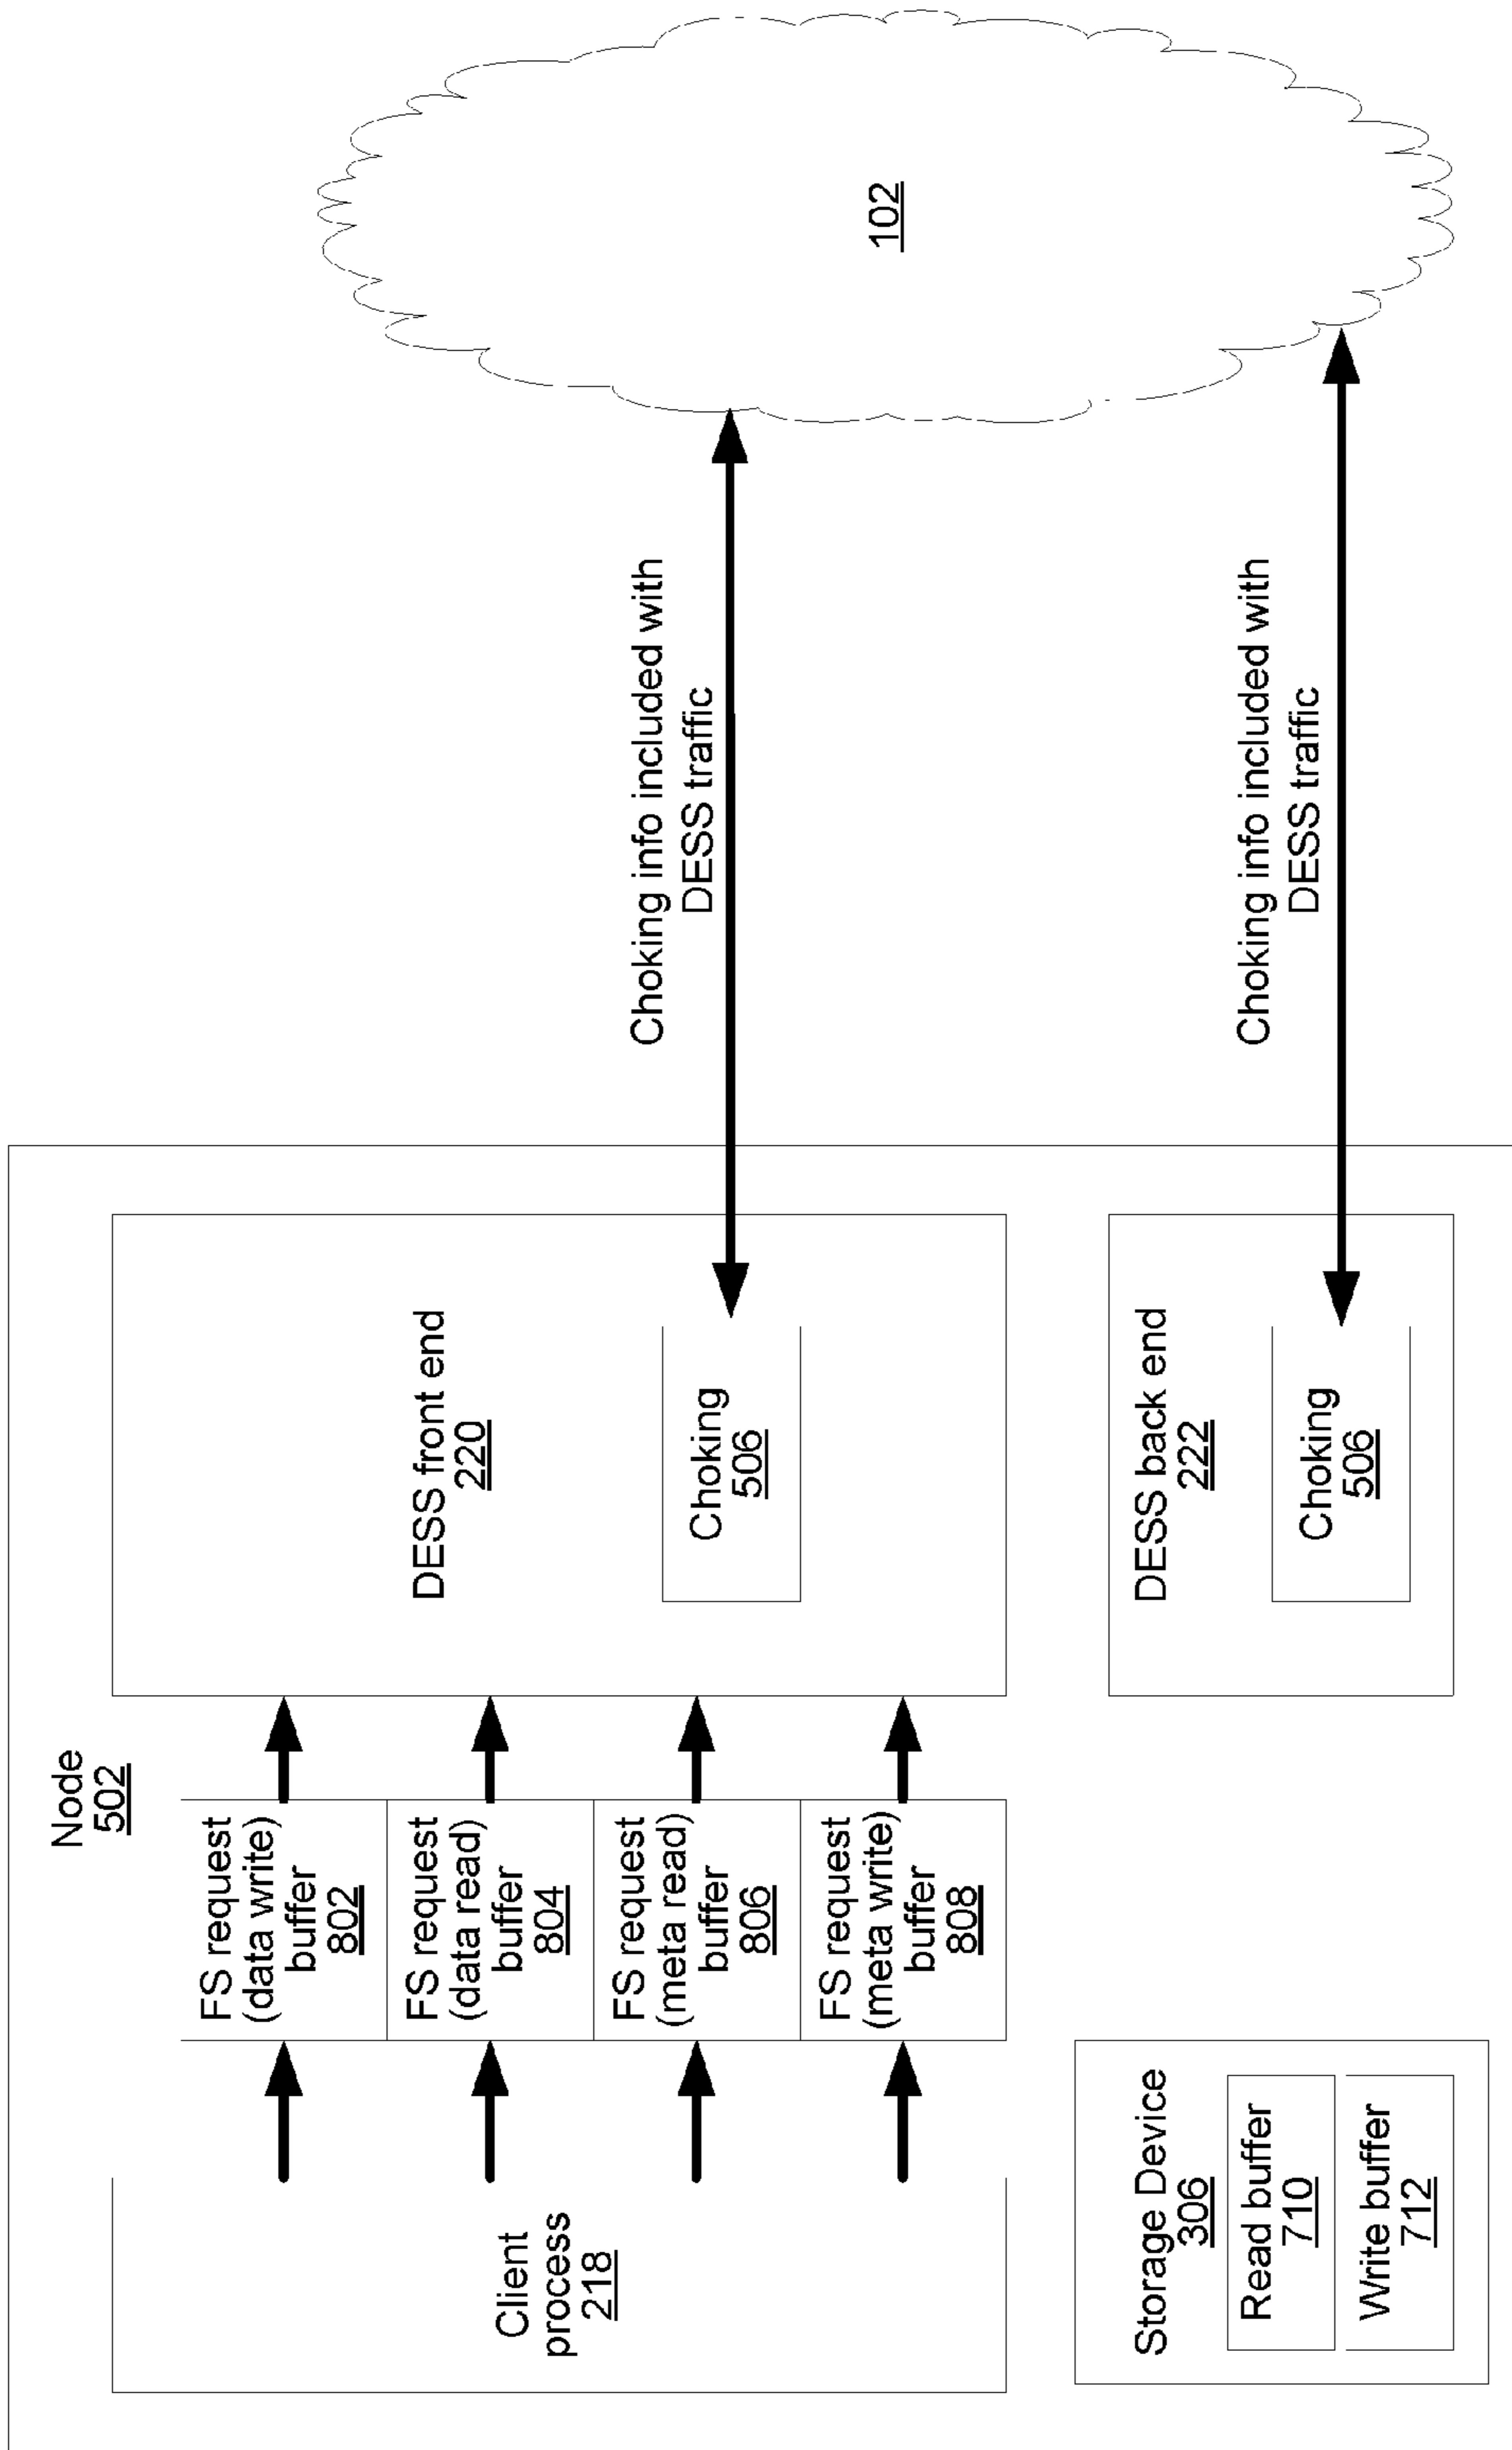 Node
502
Client
process
218
FS request
(data write)
buffer
802
FS request
(data read)
buffer
804
FS request
(meta read)
buffer
806
FS request
(meta write)
buffer
808
DESS front end
220
Choking
506
Choking info included with
DESS traffic
102
Storage Device
306
Read buffer
710
Write buffer
712
DESS back end
222
Choking
506
Choking info included with
DESS traffic